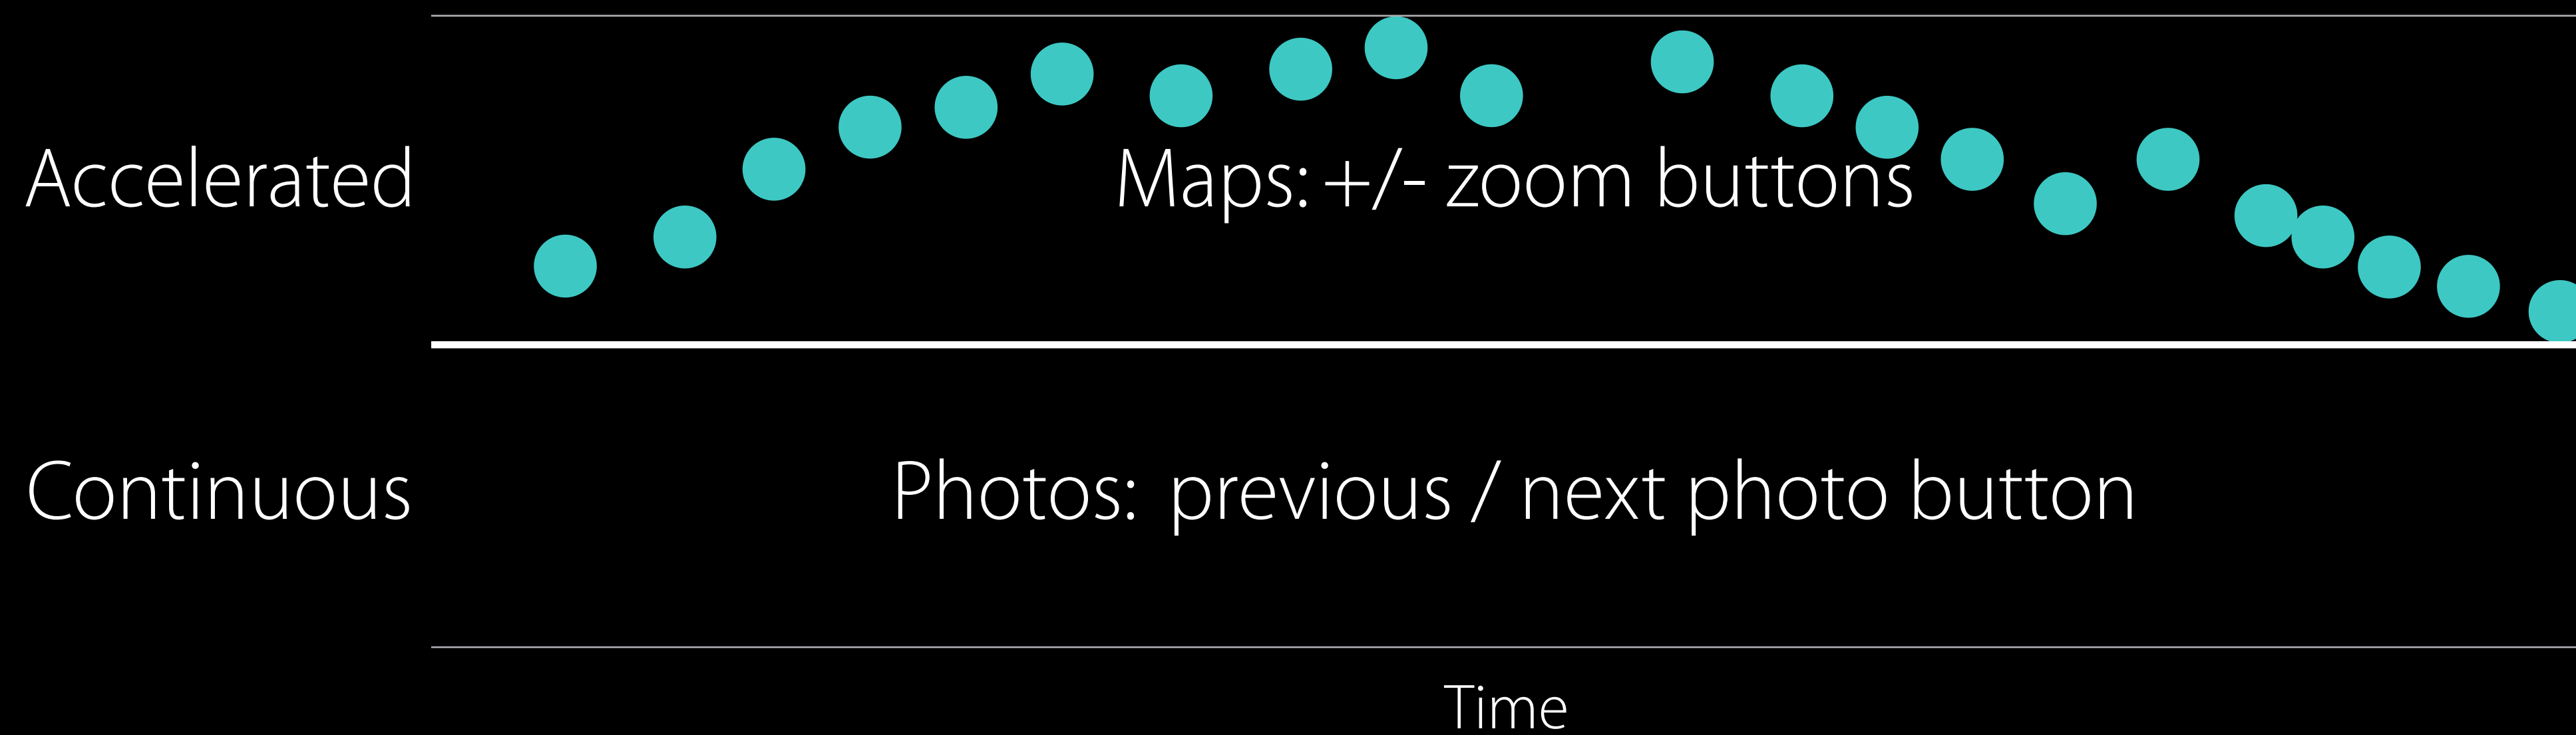 Accelerated
Maps: +/- zoom buttons
Continuous
Photos: previous / next photo button
Time